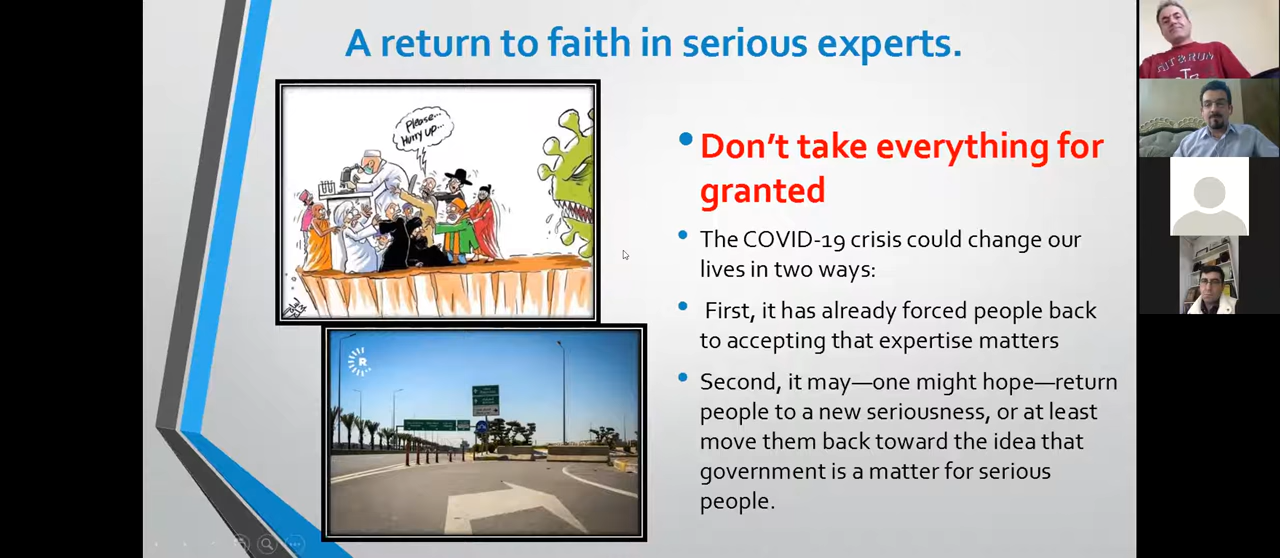 A return to faith in serious experts.
Please...
Hurry up...
R
Don't take everything for
granted
The COVID-19 crisis could change our
lives in two ways:
First, it has already forced people back
to accepting that expertise matters
Second, it may—one might hope—return
people to a new seriousness, or at least
move them back toward the idea that
government is a matter for serious
people.